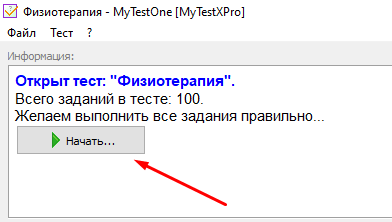 Физиотерапия - MyTestOne [MyTestXPro]
Файл Тест ?
Информация:
Открыт тест: "Физиотерапия".
Всего заданий в тесте: 100.
Желаем выполнить все задания правильно...
Начать...